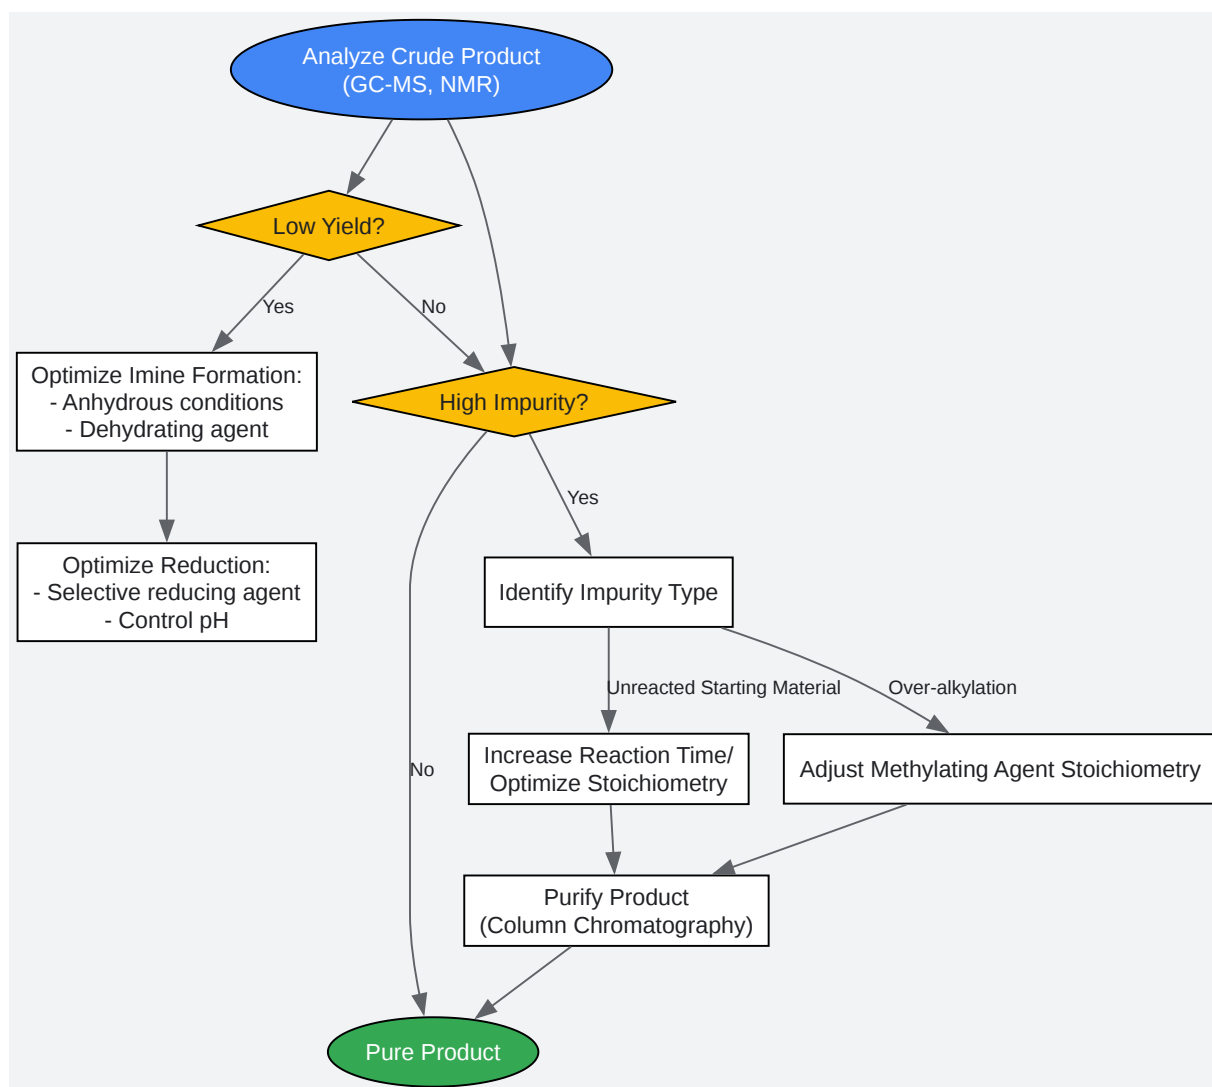 Analyze Crude Product
(GC-MS, NMR)
Low Yield?
Yes
No
Optimize Imine Formation:
- Anhydrous conditions
- Dehydrating agent
High Impurity?
Optimize Reduction:
- Selective reducing agent
- Control pH
Yes
Identify Impurity Type
Unreacted Starting Material
Over-alkylation
No
Increase Reaction Time/
Optimize Stoichiometry
Adjust Methylating Agent Stoichiometry
Purify Product
(Column Chromatography)
Pure Product